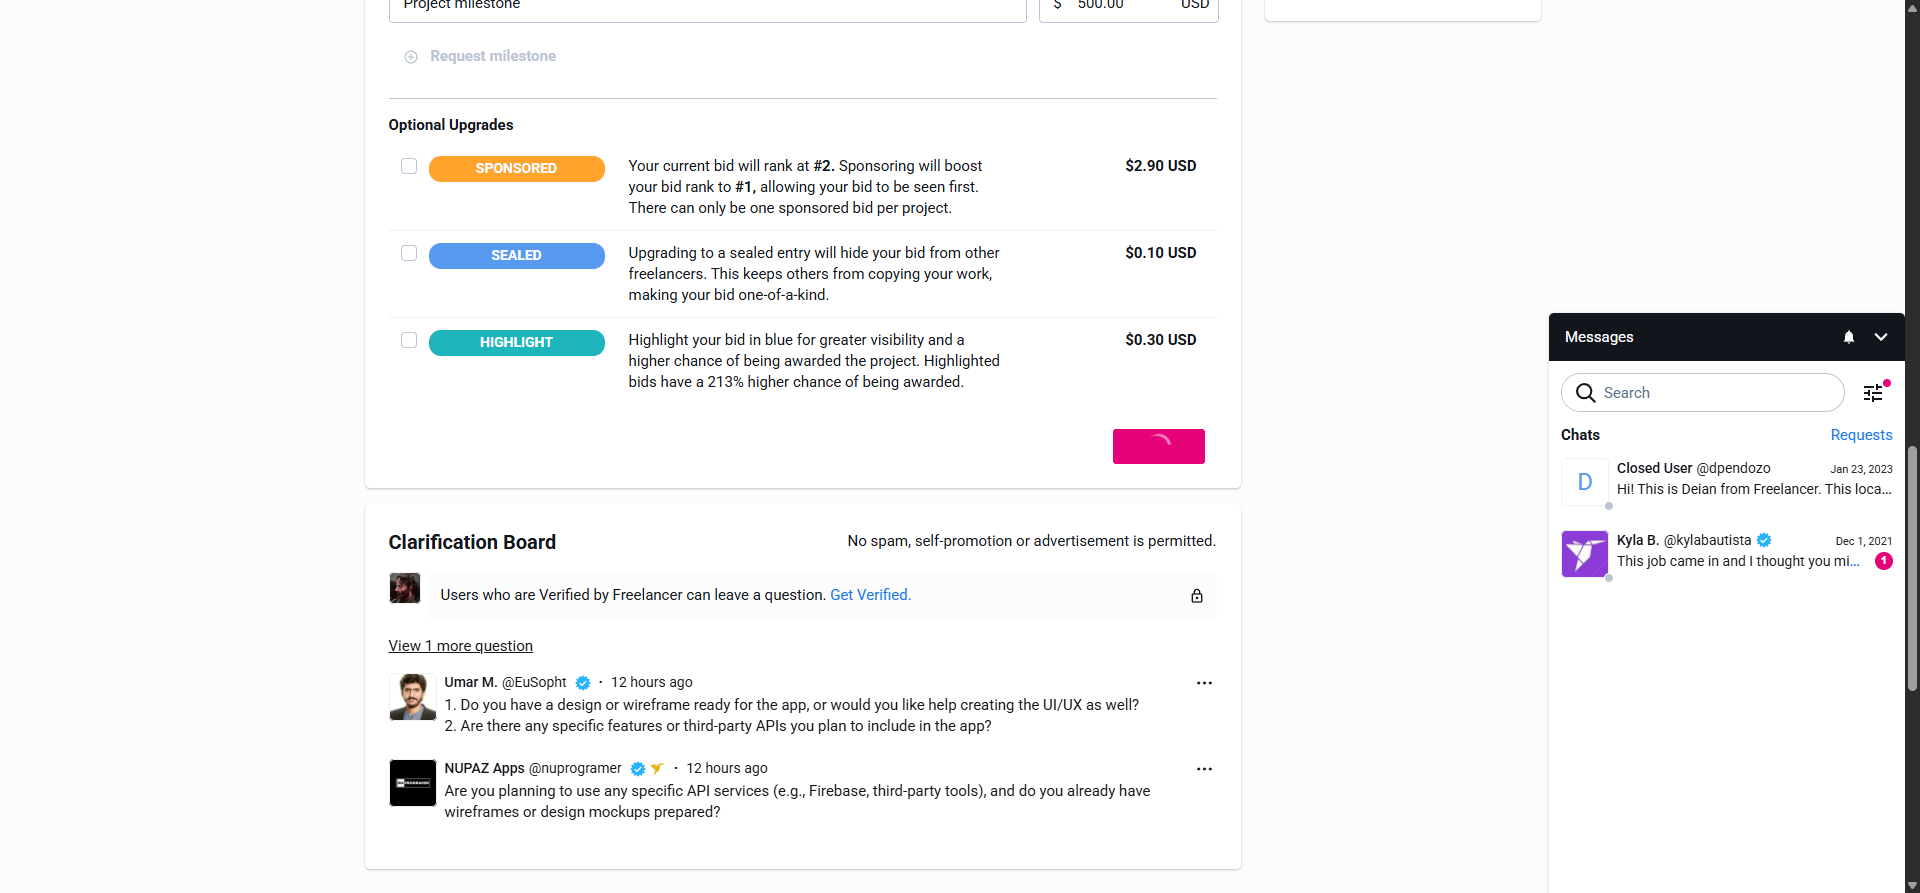 Project milestone
$ 500.00 USD
Request milestone
Optional Upgrades
SPONSORED
Your current bid will rank at #2. Sponsoring will boost
your bid rank to #1, allowing your bid to be seen first.
There can only be one sponsored bid per project.
$2.90 USD
SEALED
Upgrading to a sealed entry will hide your bid from other
freelancers. This keeps others from copying your work,
making your bid one-of-a-kind.
$0.10 USD
HIGHLIGHT
Highlight your bid in blue for greater visibility and a
higher chance of being awarded the project. Highlighted
bids have a 213% higher chance of being awarded.
$0.30 USD
Clarification Board
No spam, self-promotion or advertisement is permitted.
Users who are Verified by Freelancer can leave a question. Get Verified.
View 1 more question
Umar M. @EuSopht · 12 hours ago
1. Do you have a design or wireframe ready for the app, or would you like help creating the UI/UX as well?
2. Are there any specific features or third-party APIs you plan to include in the app?
NUPAZ Apps @nuprogramer · 12 hours ago
Are you planning to use any specific API services (e.g., Firebase, third-party tools), and do you already have
wireframes or design mockups prepared?
Messages
Search
Chats
Requests
D
Closed User @dpendozo
Jan 23, 2023
Hi! This is Deian from Freelancer. This loca...
Kyla B. @kylabautista
Dec 1, 2021
This job came in and I thought you mi...
1